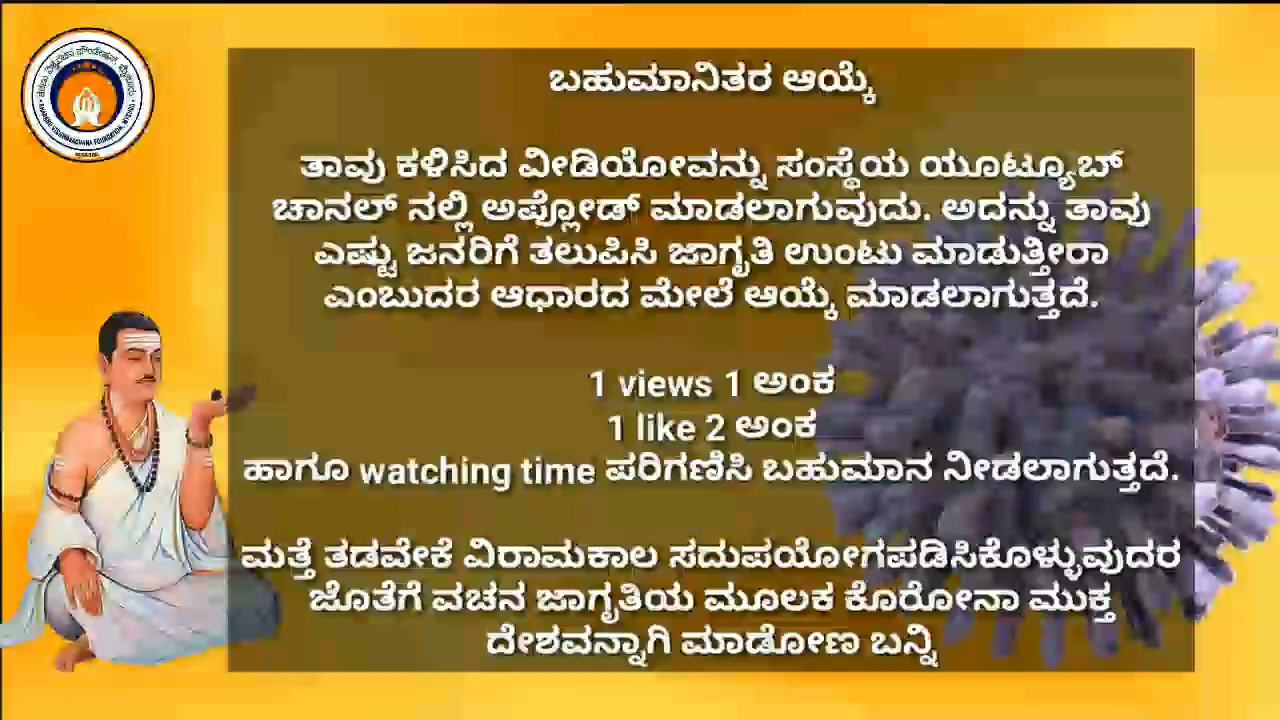 ಬಹುಮಾನಿತರ ಆಯ್ಕೆ
ತಾವು ಕಳಿಸಿದ ವೀಡಿಯೋವನ್ನು ಸಂಸ್ಥೆಯ ಯೂಟ್ಯೂಬ್
ಚಾನಲ್ ನಲ್ಲಿ ಅಪ್ಲೋಡ್ ಮಾಡಲಾಗುವುದು. ಅದನ್ನು ತಾವು
ಎಷ್ಟು ಜನರಿಗೆ ತಲುಪಿಸಿ ಜಾಗೃತಿ ಉಂಟು ಮಾಡುತ್ತೀರಾ
ಎಂಬುದರ ಆಧಾರದ ಮೇಲೆ ಆಯ್ಕೆ ಮಾಡಲಾಗುತ್ತದೆ.
1 views 1 ಅಂಕ
1 like 2 ಅಂಕ
ಹಾಗೂ watching time ಪರಿಗಣಿಸಿ ಬಹುಮಾನ ನೀಡಲಾಗುತ್ತದೆ.
ಮತ್ತೆ ತಡವೇಕೆ ವಿರಾಮಕಾಲ ಸದುಪಯೋಗಪಡಿಸಿಕೊಳ್ಳುವುದರ
ಜೊತೆಗೆ ವಚನ ಜಾಗೃತಿಯ ಮೂಲಕ ಕೊರೋನಾ ಮುಕ್ತ
ದೇಶವನ್ನಾಗಿ ಮಾಡೋಣ ಬನ್ನಿ